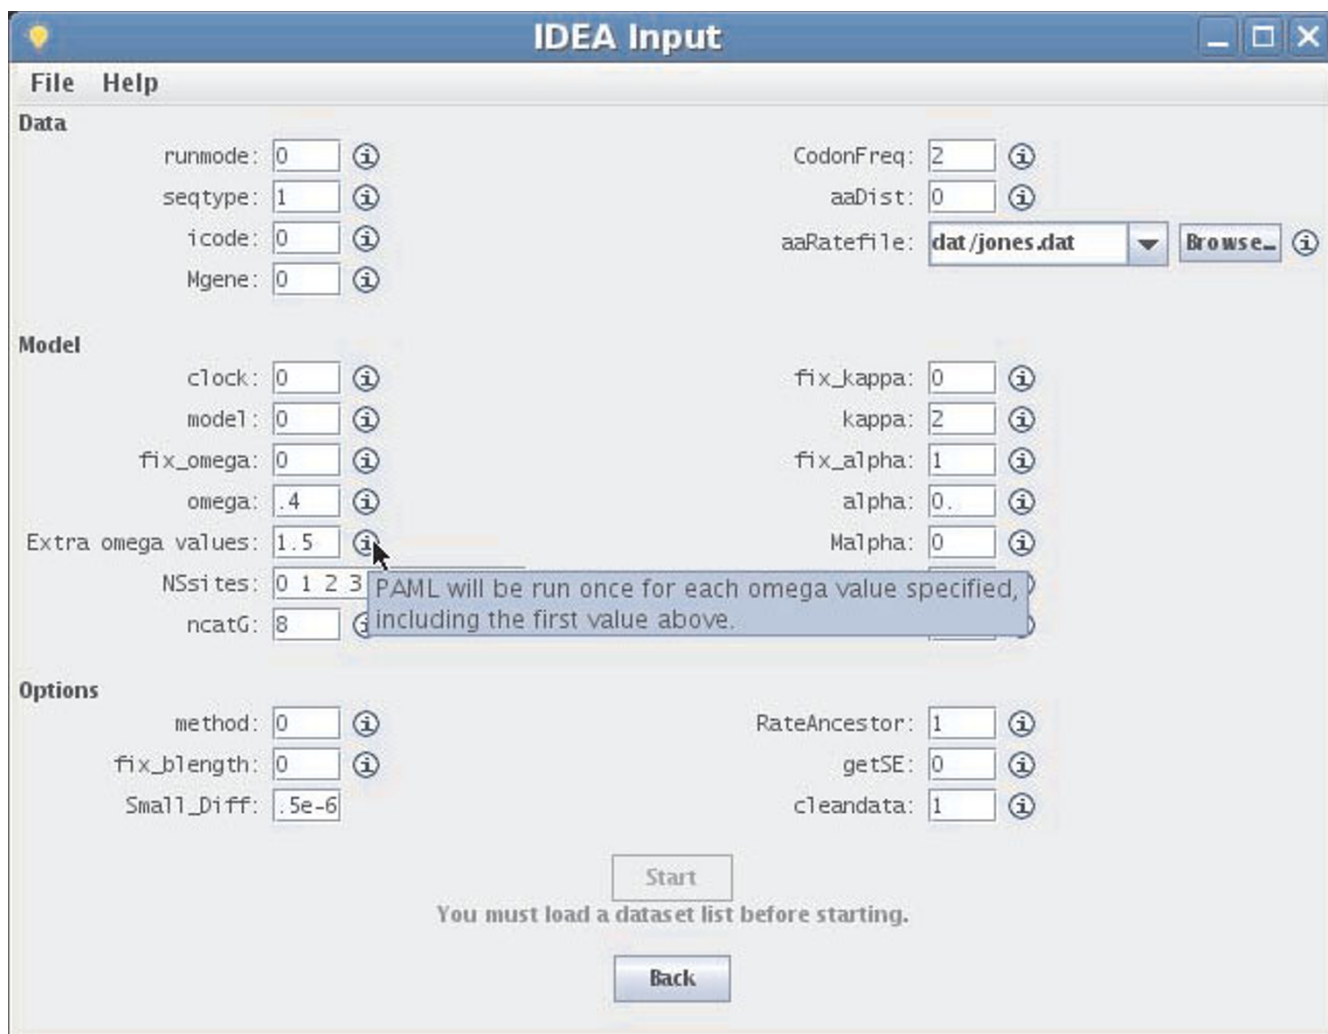 IDEA Input
File Help
Data
runmode: 0
CodonFreq: 2
seqtype: 1
aaDist: 0
icode: 0
aaRatefile: dat/jones.dat Browse...
Mgene: 0
Model
clock: 0
fix_kappa: 0
model: 0
kappa: 2
fix_omega: 0
fix_alpha: 1
omega: .4
alpha: 0.
Extra omega values: 1.5
Malpha: 0
NSsites: 0 1 2 3
PAML will be run once for each omega value specified,
including the first value above.
ncatG: 8
Options
method: 0
RateAncestor: 1
fix_blength: 0
getSE: 0
Small_Diff: .5e-6
cleandata: 1
Start
You must load a dataset list before starting.
Back